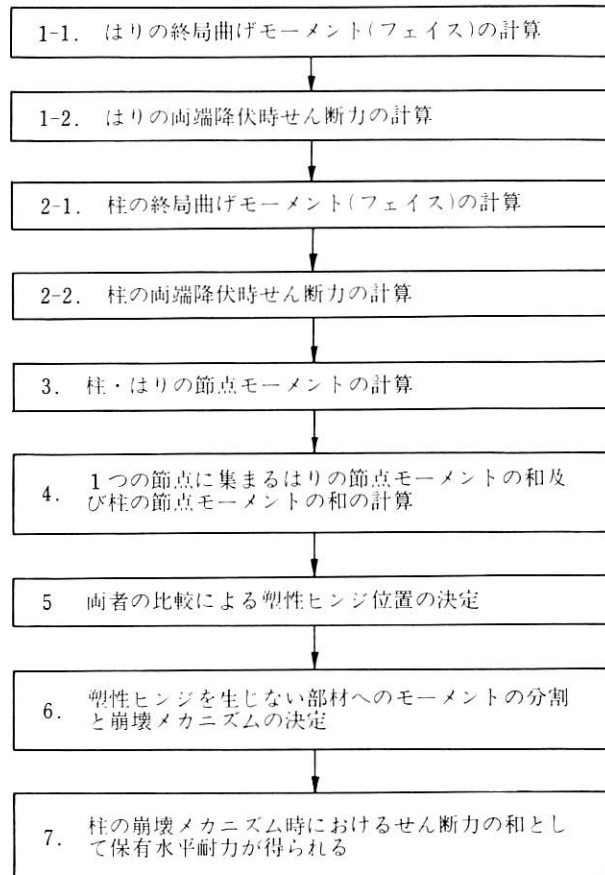 1-1. はりの終局曲げモーメント(フェイス)の計算
1-2. はりの両端降伏時せん断力の計算
2-1. 柱の終局曲げモーメント(フェイス)の計算
2-2. 柱の両端降伏時せん断力の計算
3. 柱・はりの節点モーメントの計算
4. 1つの節点に集まるはりの節点モーメントの和及
び柱の節点モーメントの和の計算
5 両者の比較による塑性ヒンジ位置の決定
6. 塑性ヒンジを生じない部材へのモーメントの分割
と崩壊メカニズムの決定
7. 柱の崩壊メカニズム時におけるせん断力の和とし
て保有水平耐力が得られる